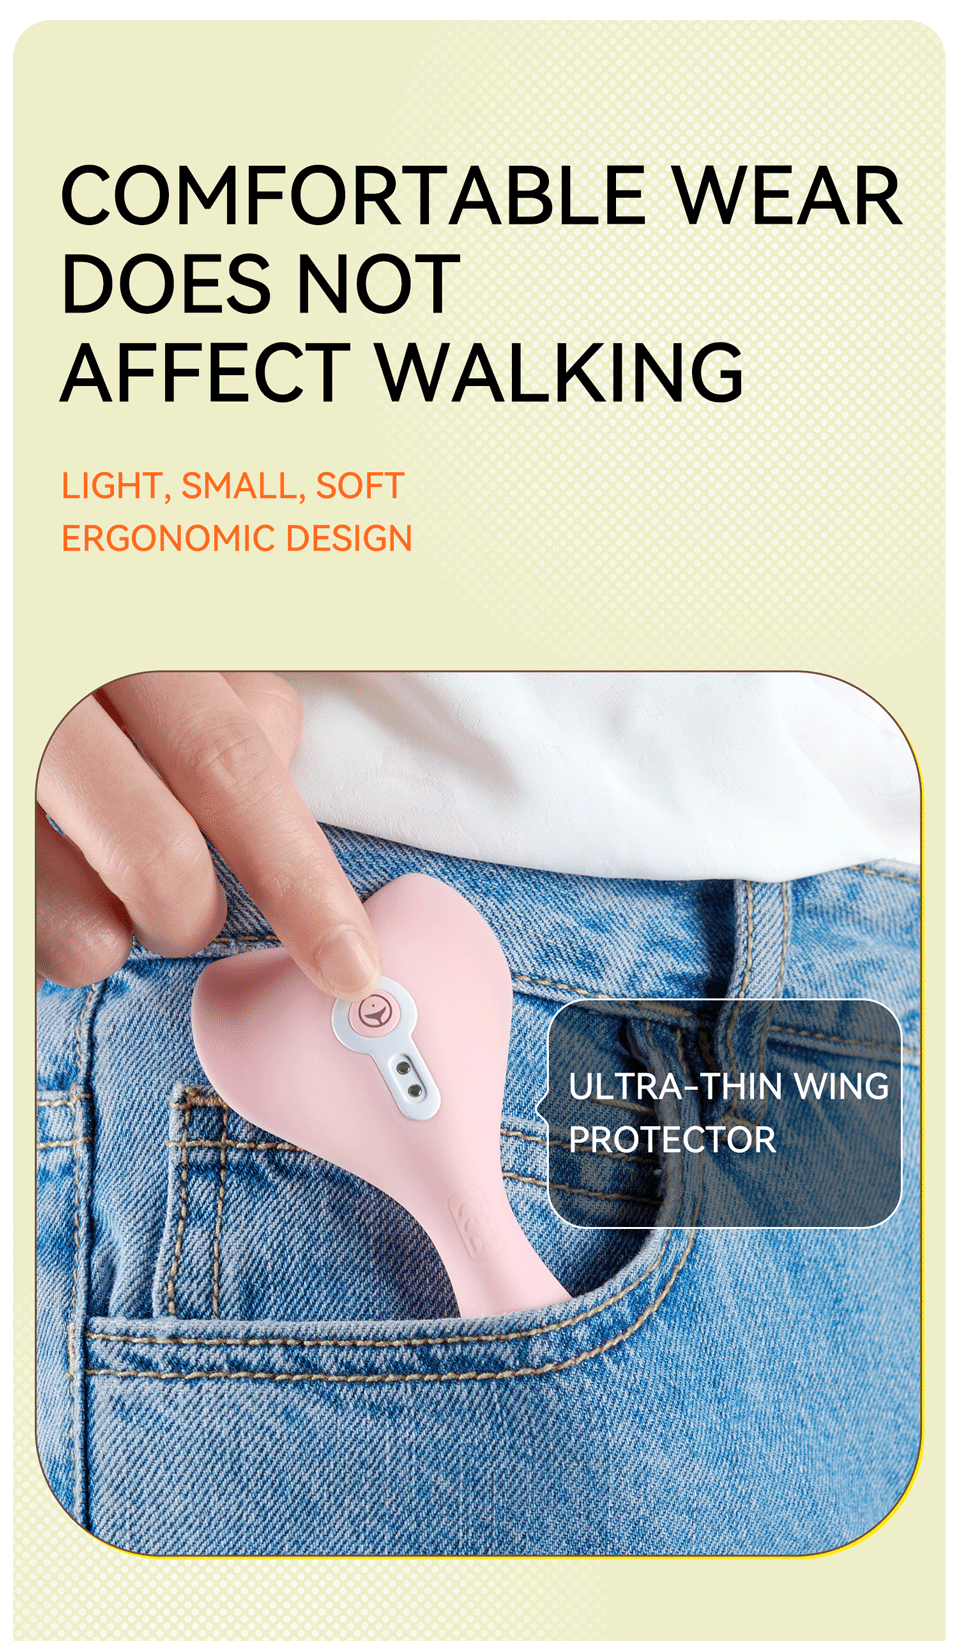 COMFORTABLE WEAR
DOES NOT
AFFECT WALKING
LIGHT, SMALL, SOFT
ERGONOMIC DESIGN
ULTRA-THIN WING
PROTECTOR